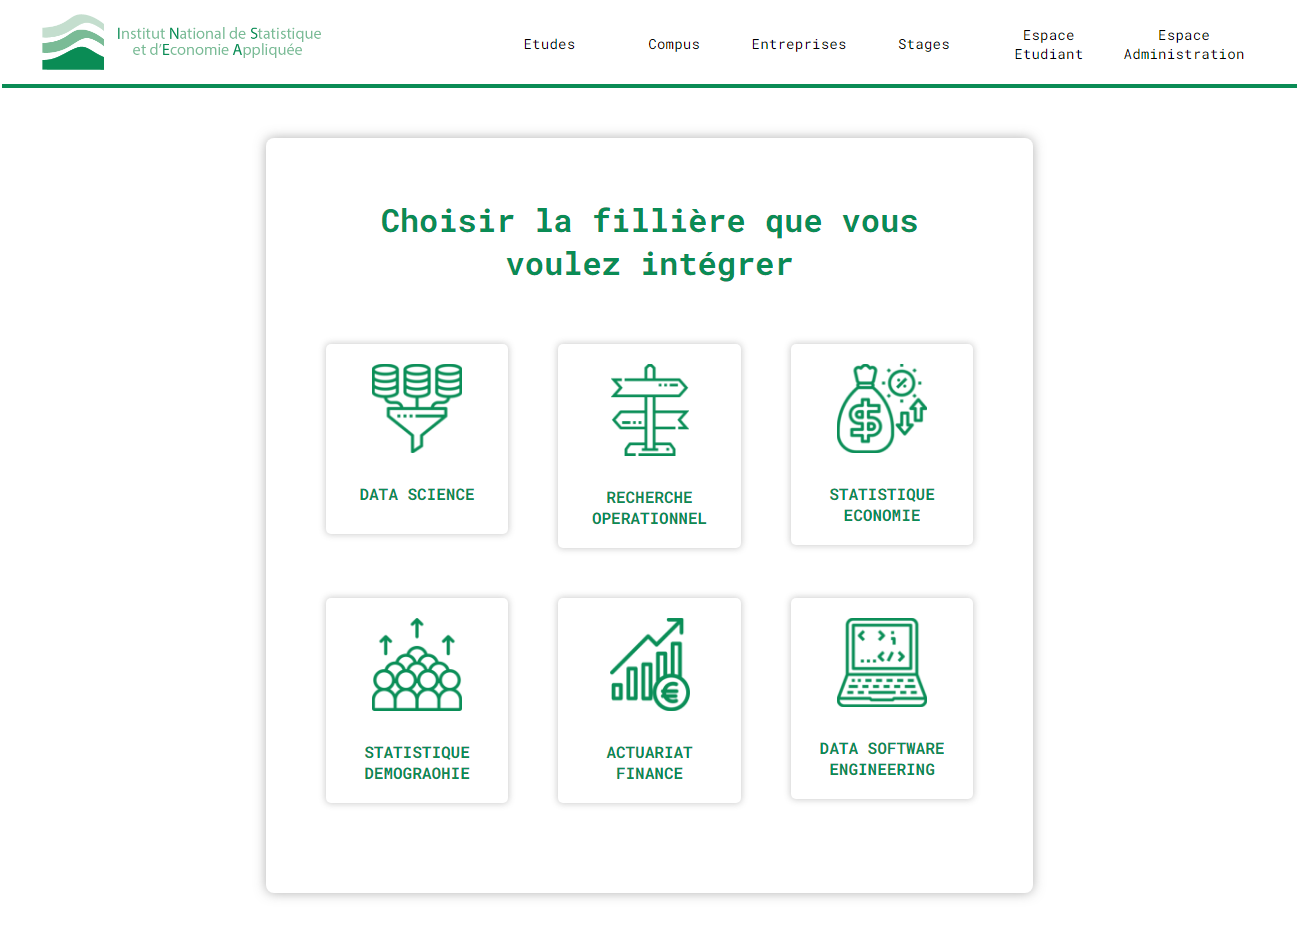 Institut National de Statistique
et d'Economie Appliquée
Etudes
Compus
Entreprises
Stages
Espace
Etudiant
Espace
Administration
Choisir la fillière que vous
voulez intégrer
DATA SCIENCE
RECHERCHE
OPERATIONNEL
STATISTIQUE
ECONOMIE
STATISTIQUE
DEMOGRAOHIE
ACTUARIAT
FINANCE
DATA SOFTWARE
ENGINEERING